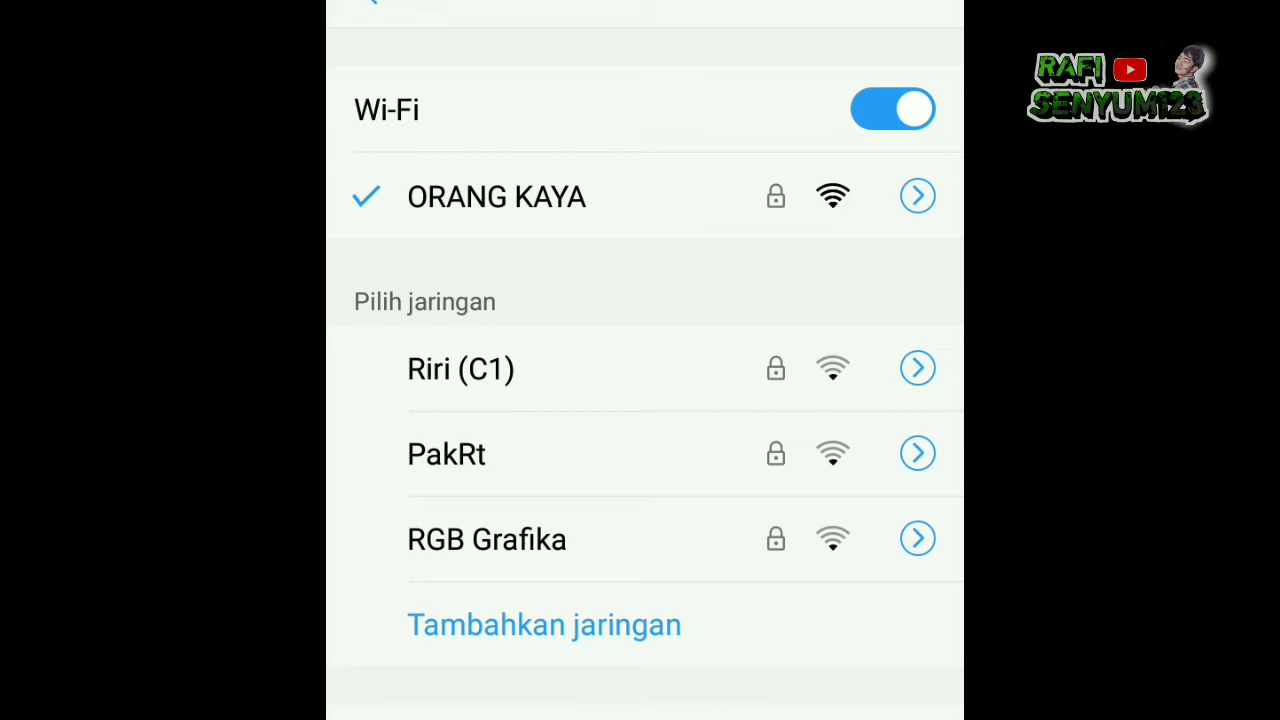 Wi-Fi
ORANG KAYA
Pilih jaringan
Riri (C1)
PakRt
RGB Grafika
Tambahkan jaringan
RAFI
SENYUM123